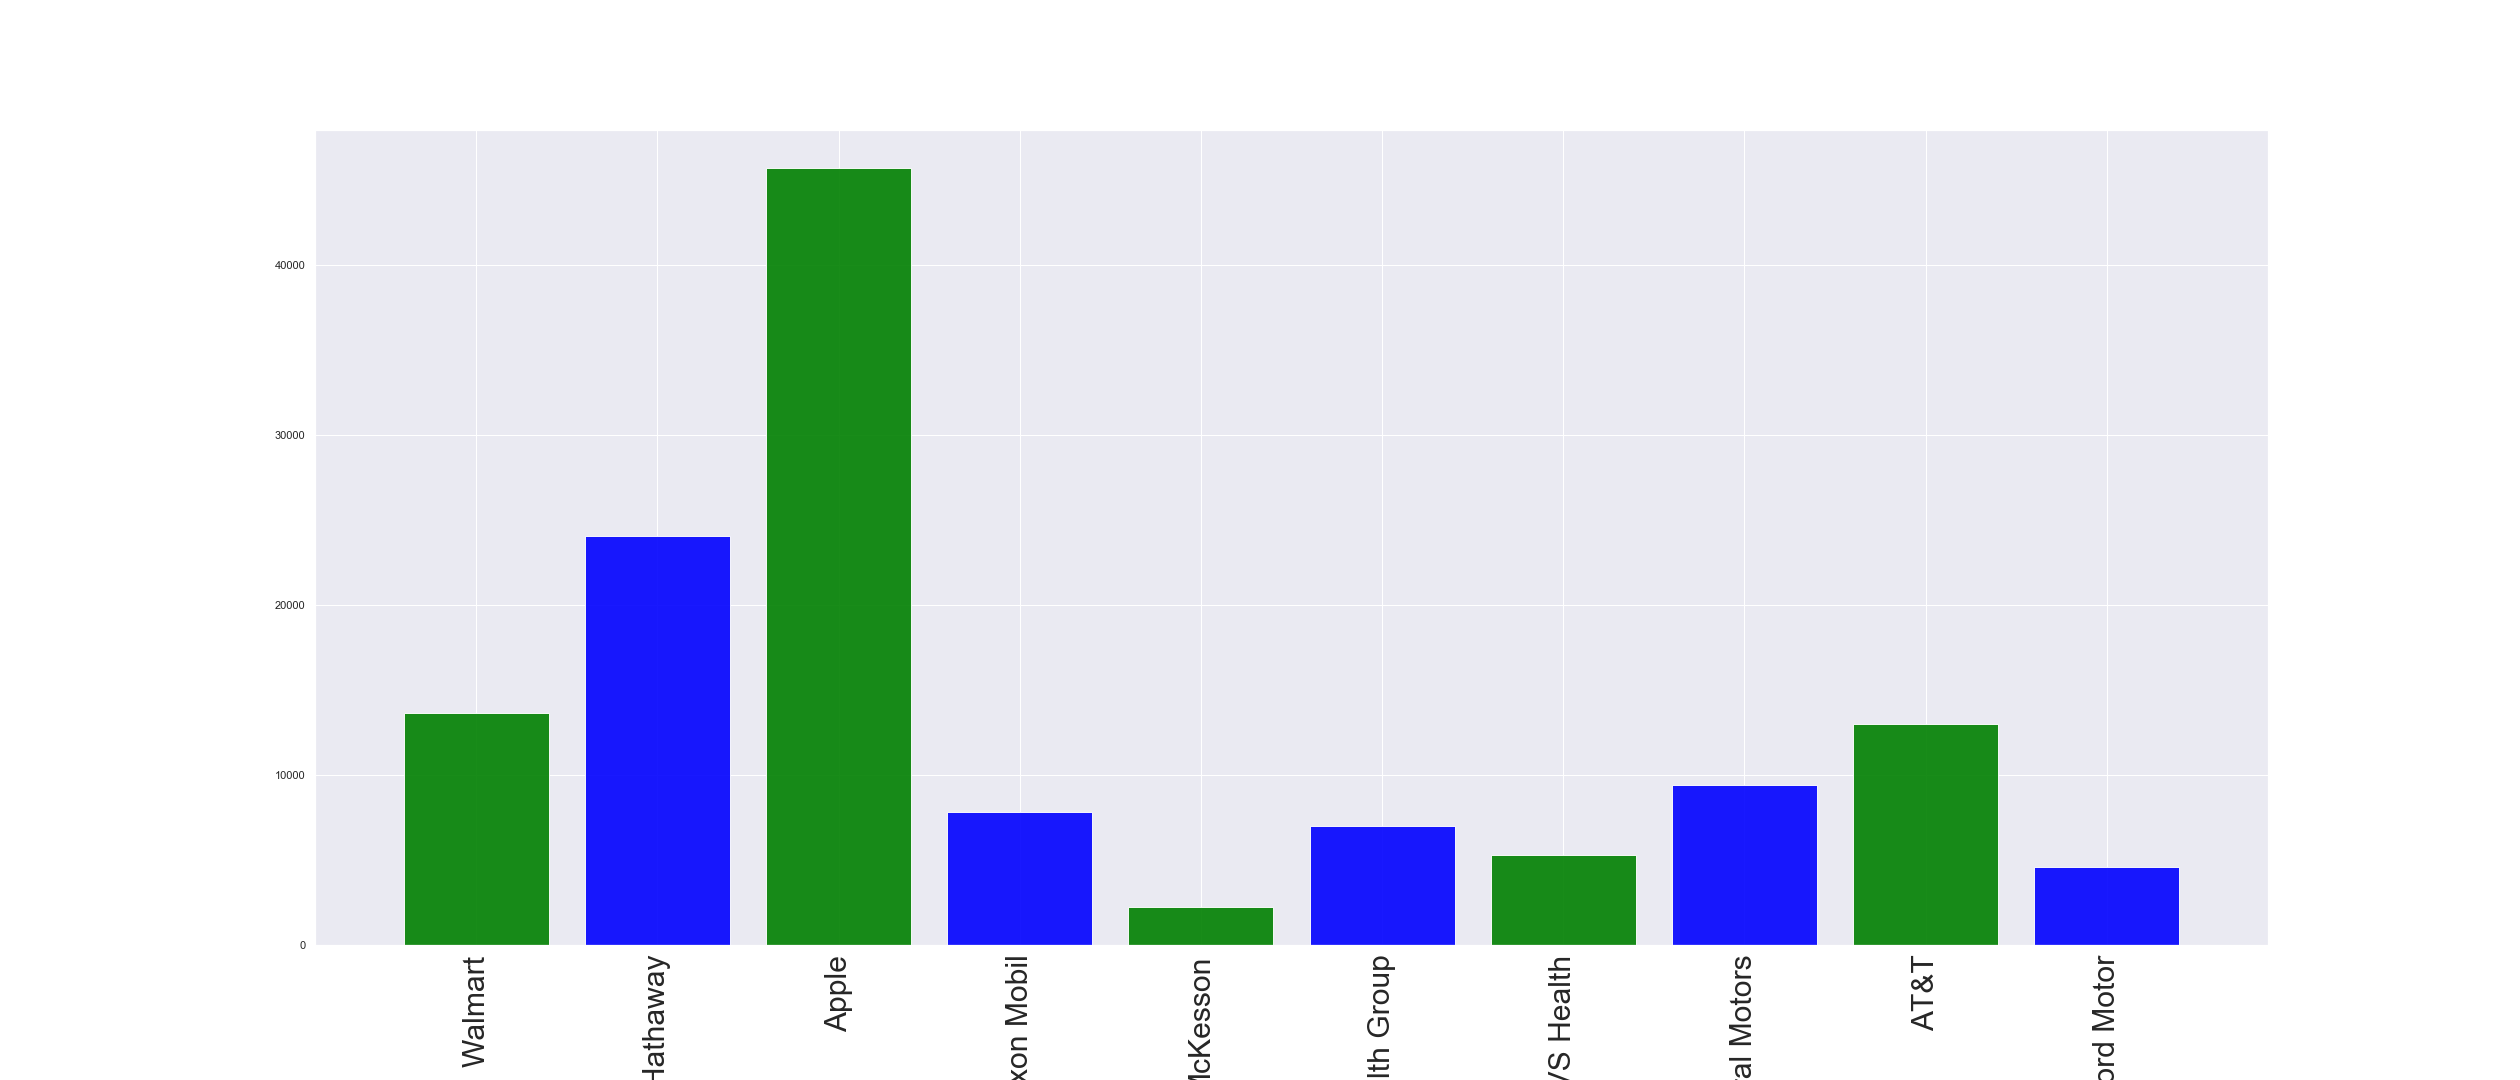 40000
30000
20000
10000
0
Walmart
Hathaway
Apple
xon Mobil
McKesson
lth Group
VS Health
al Motors
AT&T
ord Motor